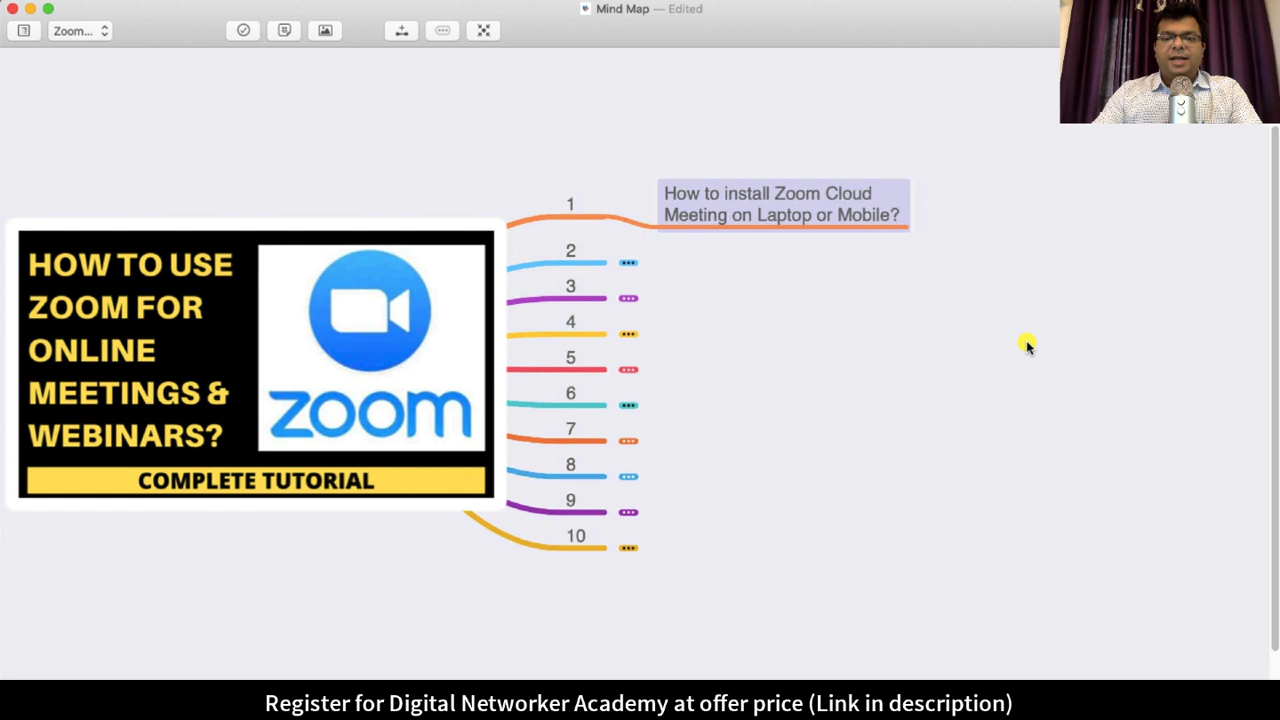 Mind Map — Edited
Zoom...
1
How to install Zoom Cloud
Meeting on Laptop or Mobile?
2
3
4
5
6
7
8
9
10
HOW TO USE
ZOOM FOR
ONLINE
MEETINGS &
WEBINARS?
zoom
COMPLETE TUTORIAL
Register for Digital Networker Academy at offer price (Link in description)